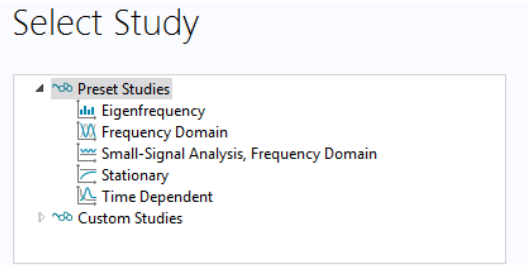 Select Study
Preset Studies
Eigenfrequency
Frequency Domain
Small-Signal Analysis, Frequency Domain
Stationary
Time Dependent
Custom Studies